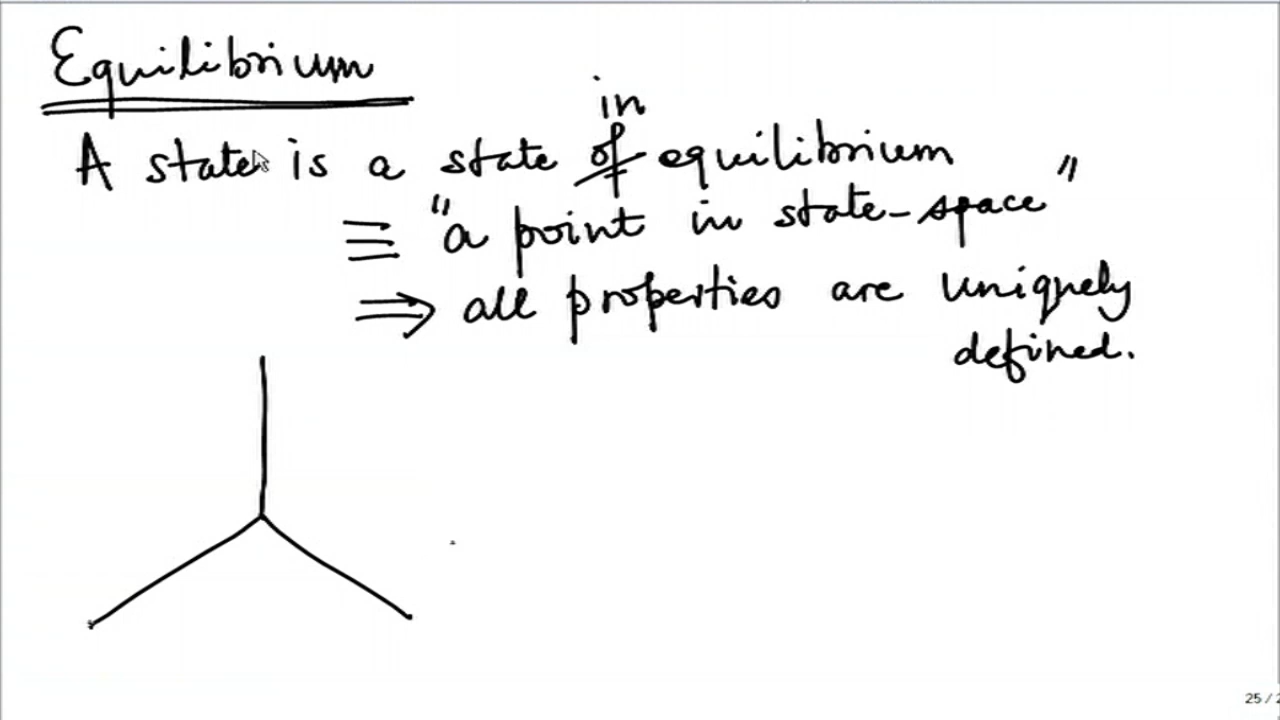 Equilibrium
in
A state is a state of equilibrium
≡ "a point in state-space"
⇒ all properties are uniquely
defined.
25 / 2